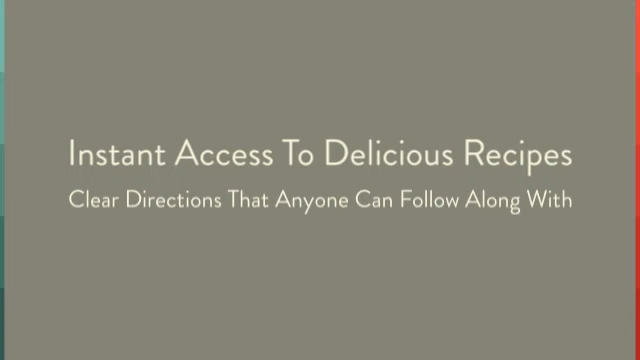 Instant Access To Delicious Recipes
Clear Directions That Anyone Can Follow Along With